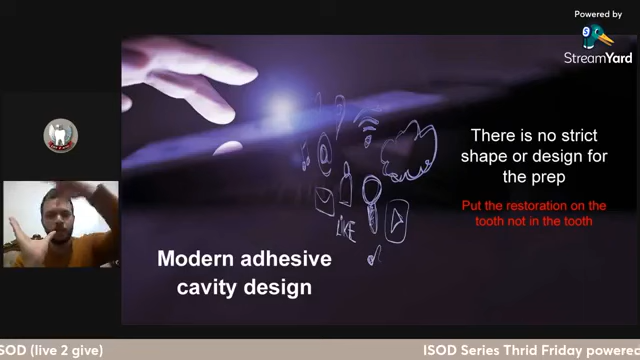 Powered by
StreamYard
There is no strict
shape or design for
the prep
Put the restoration on the
tooth not in the tooth
LIKE
Modern adhesive
cavity design
SOD (live 2 give)
ISOD Series Thrid Friday powered